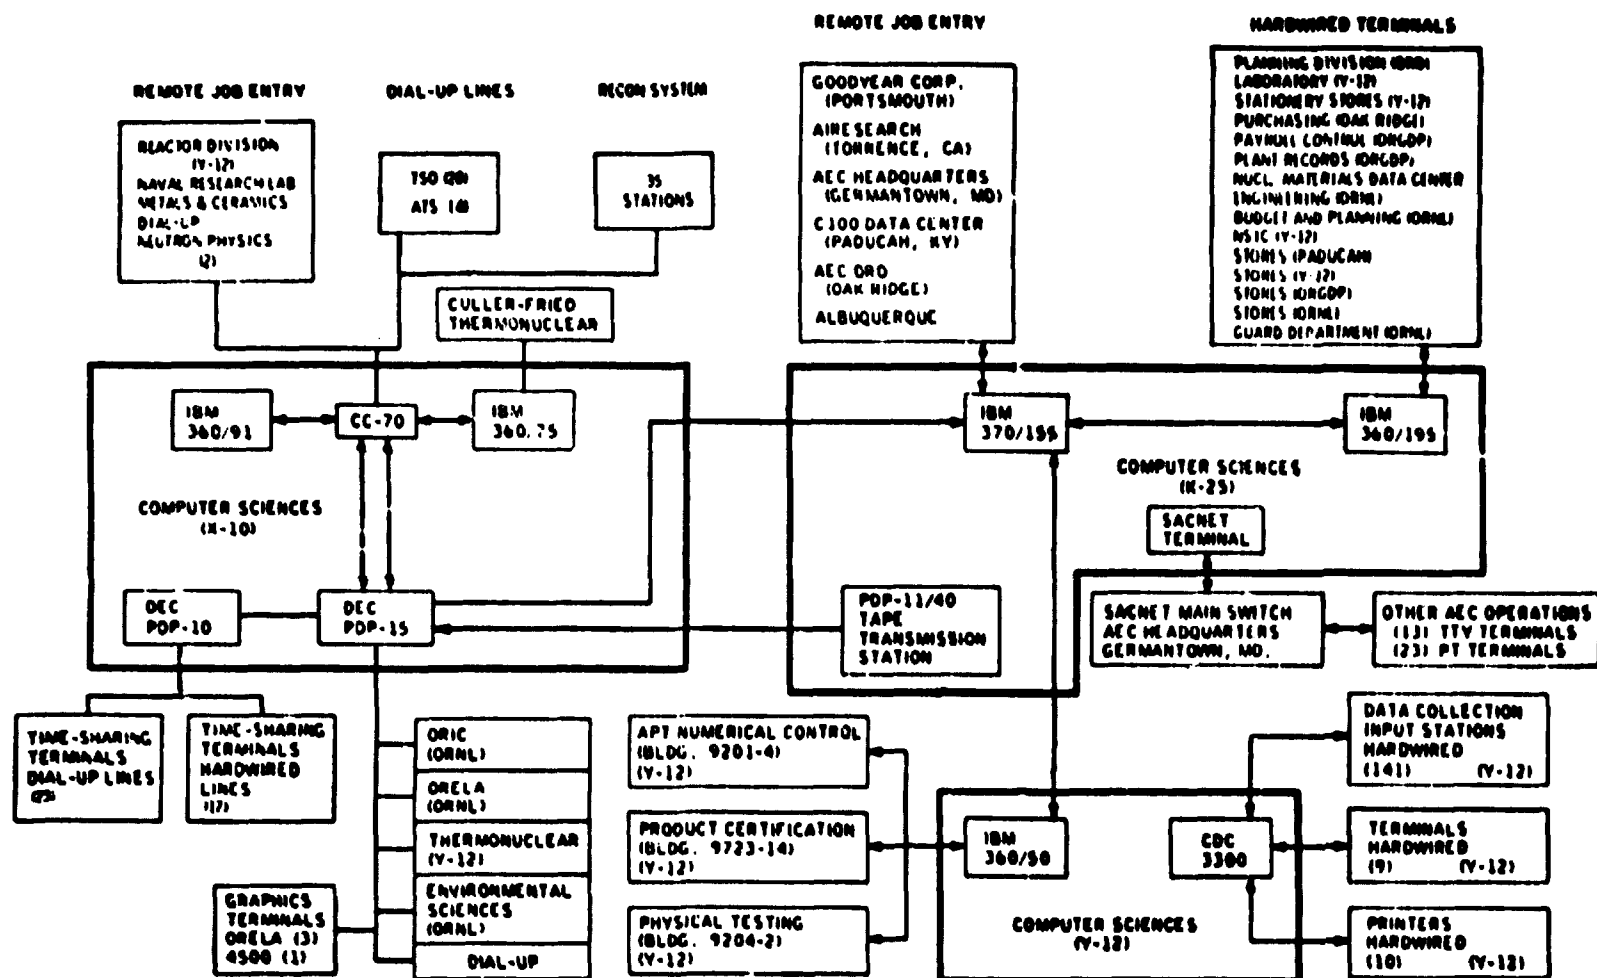 REMOTE JOB ENTRY
HARDWIRED TERMINALS
REMOTE JOB ENTRY
DIAL-UP LINES
RECON SYSTEM
REACTOR DIVISION
(Y-12)
NAVAL RESEARCH LAB
METALS & CERAMICS
DIAL-UP
NEUTRON PHYSICS
(2)
TSO (20)
ATS (4)
35
STATIONS
CULLER-FRIED
THERMONUCLEAR
GOODYEAR CORP.
(PORTSMOUTH)
AIRESEARCH
(TORRENCE, CA)
AEC HEADQUARTERS
(GERMANTOWN, MD)
C300 DATA CENTER
(PADUCAH, KY)
AEC ORO
(OAK RIDGE)
ALBUQUERQUE
PLANNING DIVISION (ORO)
LABORATORY (Y-12)
STATIONERY STORES (Y-12)
PURCHASING (OAK RIDGE)
PAYROLL CONTROL (ORGDP)
PLANT RECORDS (ORGDP)
NUCL. MATERIALS DATA CENTER
ENGINEERING (ORNL)
BUDGET AND PLANNING (ORNL)
NSIC (Y-12)
STORES (PADUCAH)
STORES (Y-12)
STORES (ORGDP)
STORES (ORNL)
GUARD DEPARTMENT (ORNL)
IBM
360/91
CC-70
IBM
360/75
COMPUTER SCIENCES
(X-10)
DEC
PDP-10
DEC
PDP-15
IBM
370/155
IBM
360/195
COMPUTER SCIENCES
(K-25)
SACNET
TERMINAL
PDP-11/40
TAPE
TRANSMISSION
STATION
SACNET MAIN SWITCH
AEC HEADQUARTERS
GERMANTOWN, MD.
OTHER AEC OPERATIONS
(13) TTY TERMINALS
(23) PT TERMINALS
TIME-SHARING
TERMINALS
DIAL-UP LINES
TIME-SHARING
TERMINALS
HARDWIRED
LINES
(17)
ORIC
(ORNL)
ORELA
(ORNL)
THERMONUCLEAR
(Y-12)
ENVIRONMENTAL
SCIENCES
(ORNL)
DIAL-UP
GRAPHICS
TERMINALS
ORELA (3)
4500 (1)
APT NUMERICAL CONTROL
(BLDG. 9201-4)
(Y-12)
PRODUCT CERTIFICATION
(BLDG. 9723-14)
(Y-12)
PHYSICAL TESTING
(BLDG. 9204-2)
(Y-12)
IBM
360/50
CDC
3300
COMPUTER SCIENCES
(Y-12)
DATA COLLECTION
INPUT STATIONS
HARDWIRED
(141) (Y-12)
TERMINALS
HARDWIRED
(9) (Y-12)
PRINTERS
HARDWIRED
(10) (Y-12)